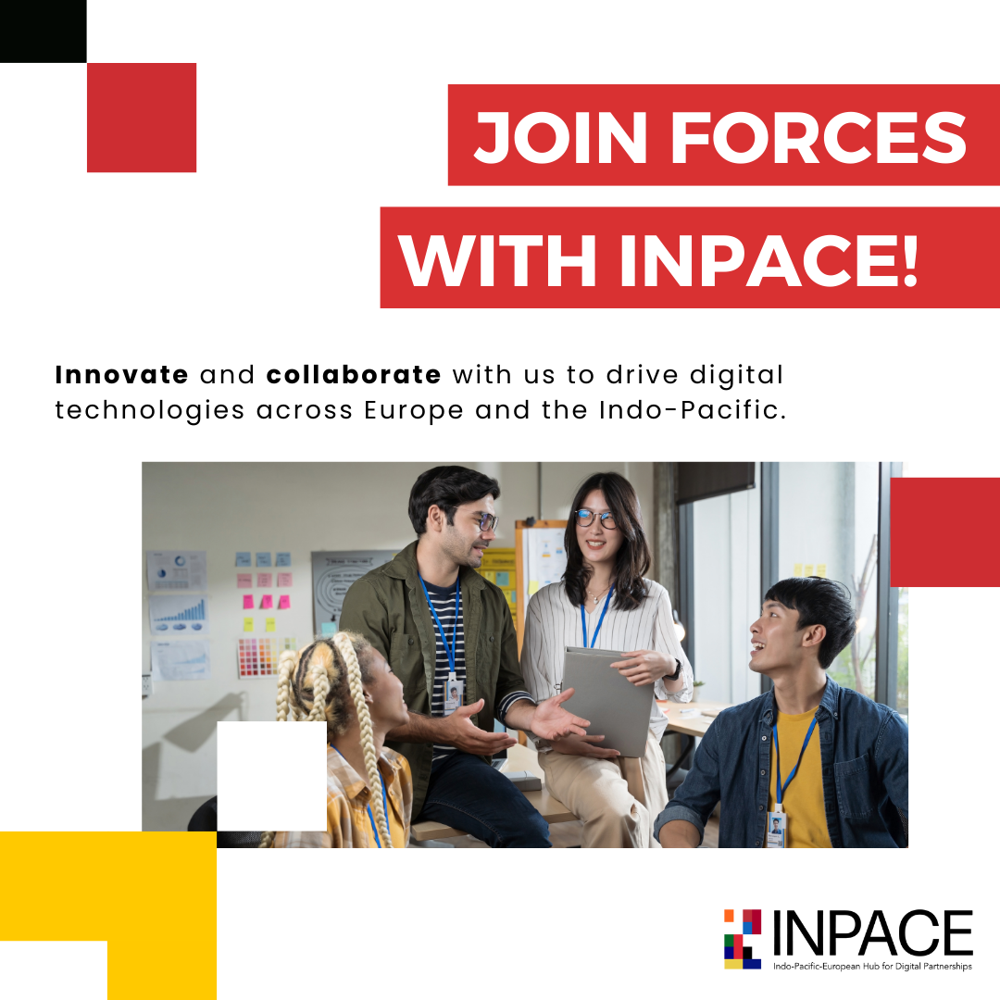 JOIN FORCES
WITH INPACE!
Innovate and collaborate with us to drive digital
technologies across Europe and the Indo-Pacific.
INPACE
Indo-Pacific-European Hub for Digital Partnerships